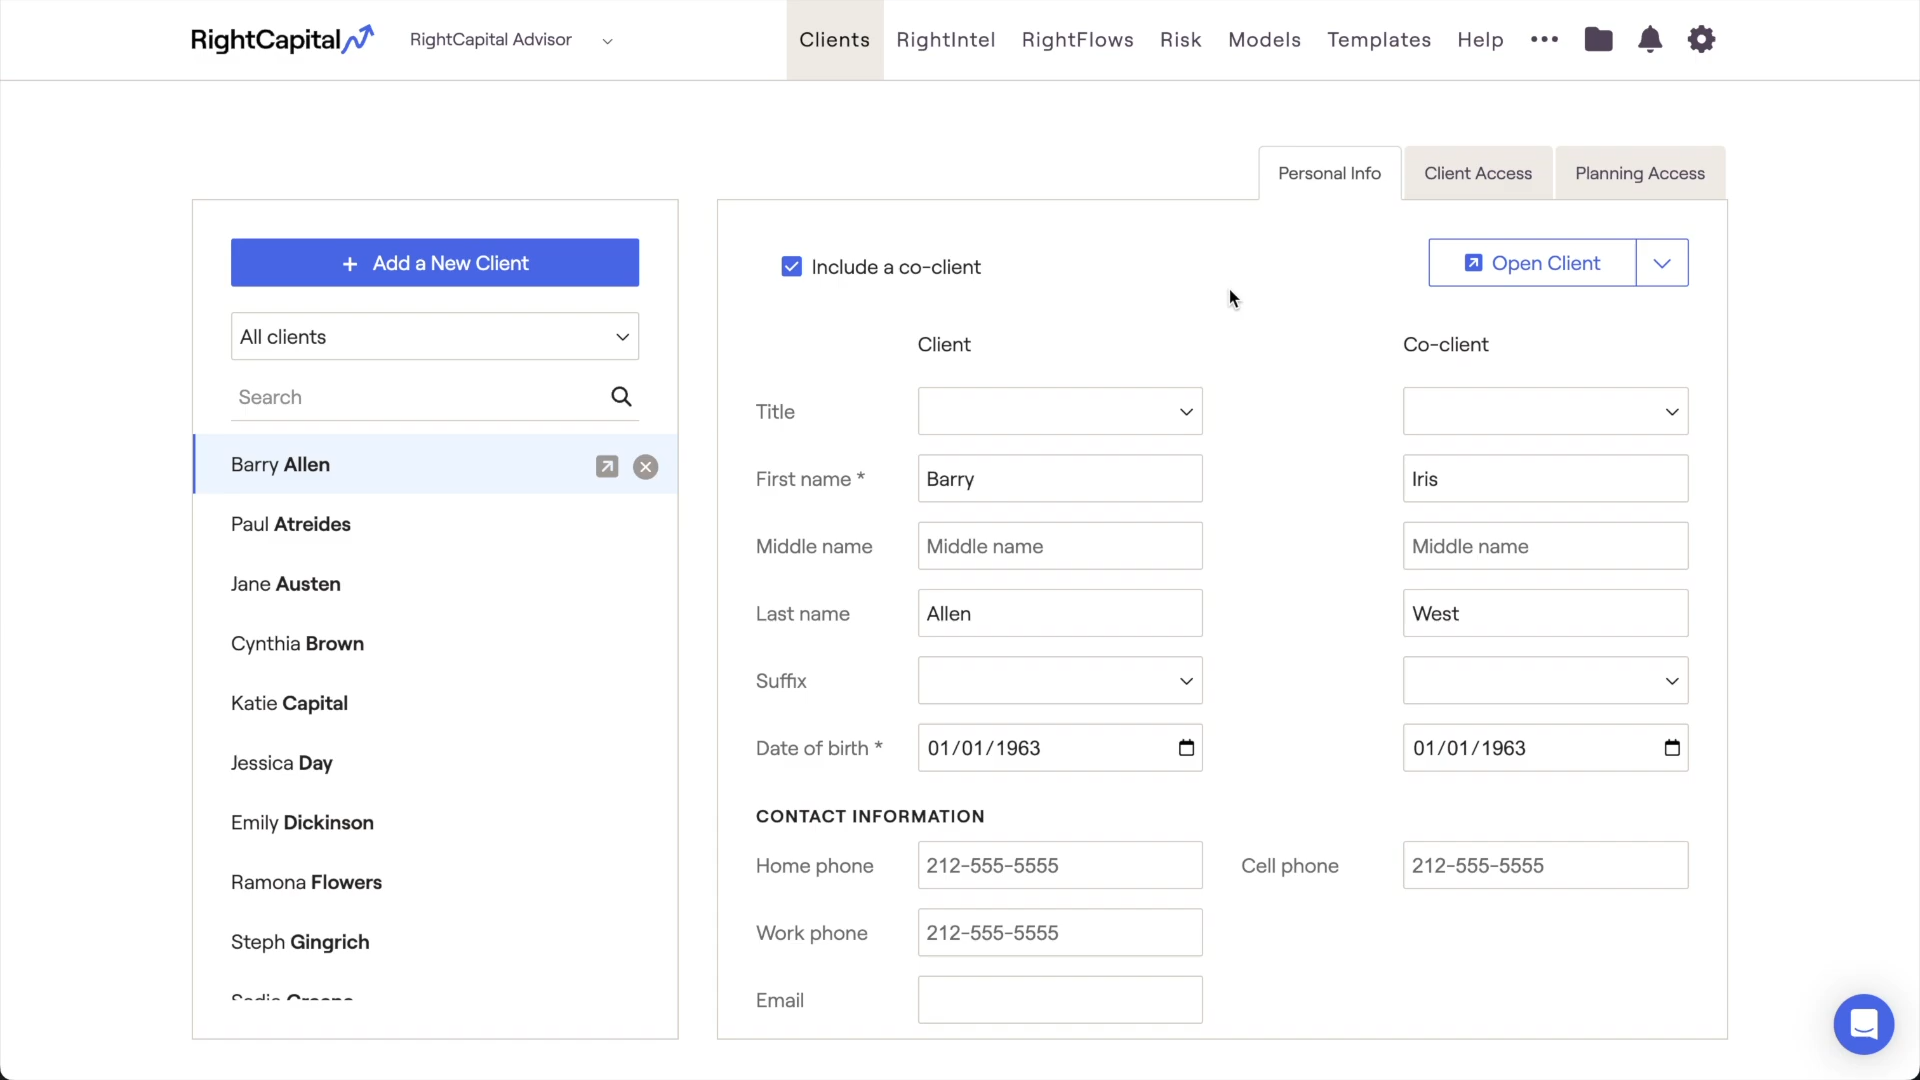 RightCapital
RightCapital Advisor
Clients
RightIntel
RightFlows
Risk
Models
Templates
Help
Personal Info
Client Access
Planning Access
+ Add a New Client
All clients
Search
Barry Allen
Paul Atreides
Jane Austen
Cynthia Brown
Katie Capital
Jessica Day
Emily Dickinson
Ramona Flowers
Steph Gingrich
Include a co-client
Open Client
Client
Co-client
Title
First name *
Barry
Iris
Middle name
Middle name
Middle name
Last name
Allen
West
Suffix
Date of birth *
01/01/1963
01/01/1963
CONTACT INFORMATION
Home phone
212-555-5555
Cell phone
212-555-5555
Work phone
212-555-5555
Email